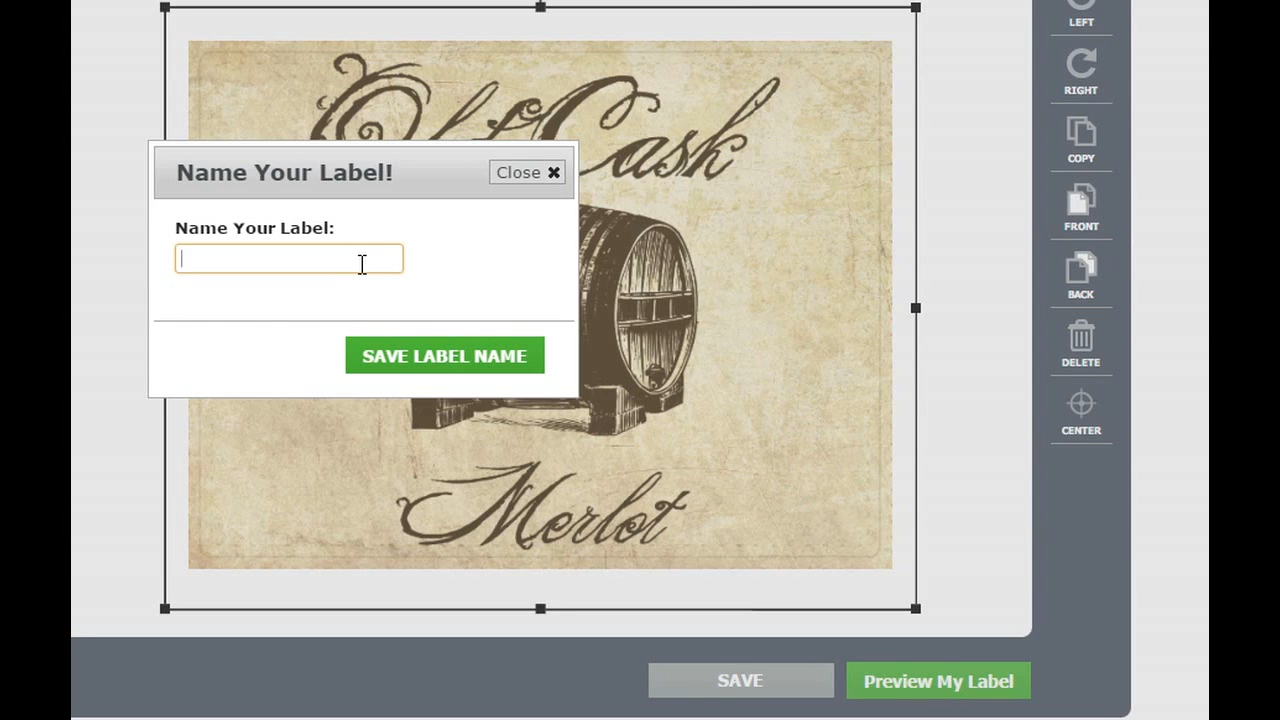 LEFT
RIGHT
COPY
FRONT
BACK
DELETE
CENTER
Cask
Name Your Label!
Close ✖
Name Your Label:
SAVE LABEL NAME
Merlot
SAVE
Preview My Label